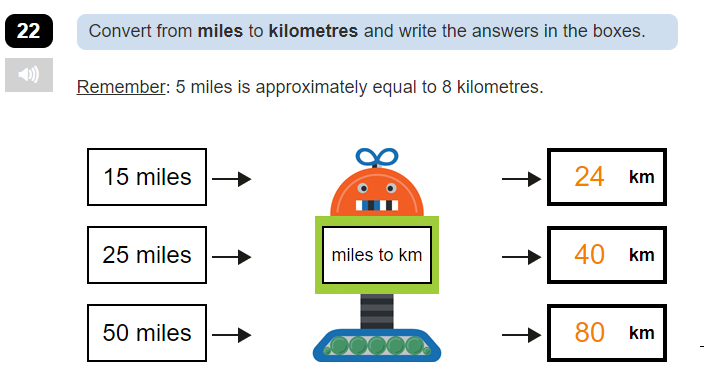 22
Convert from miles to kilometres and write the answers in the boxes.
Remember: 5 miles is approximately equal to 8 kilometres.
15 miles
24 km
25 miles
miles to km
40 km
50 miles
80 km